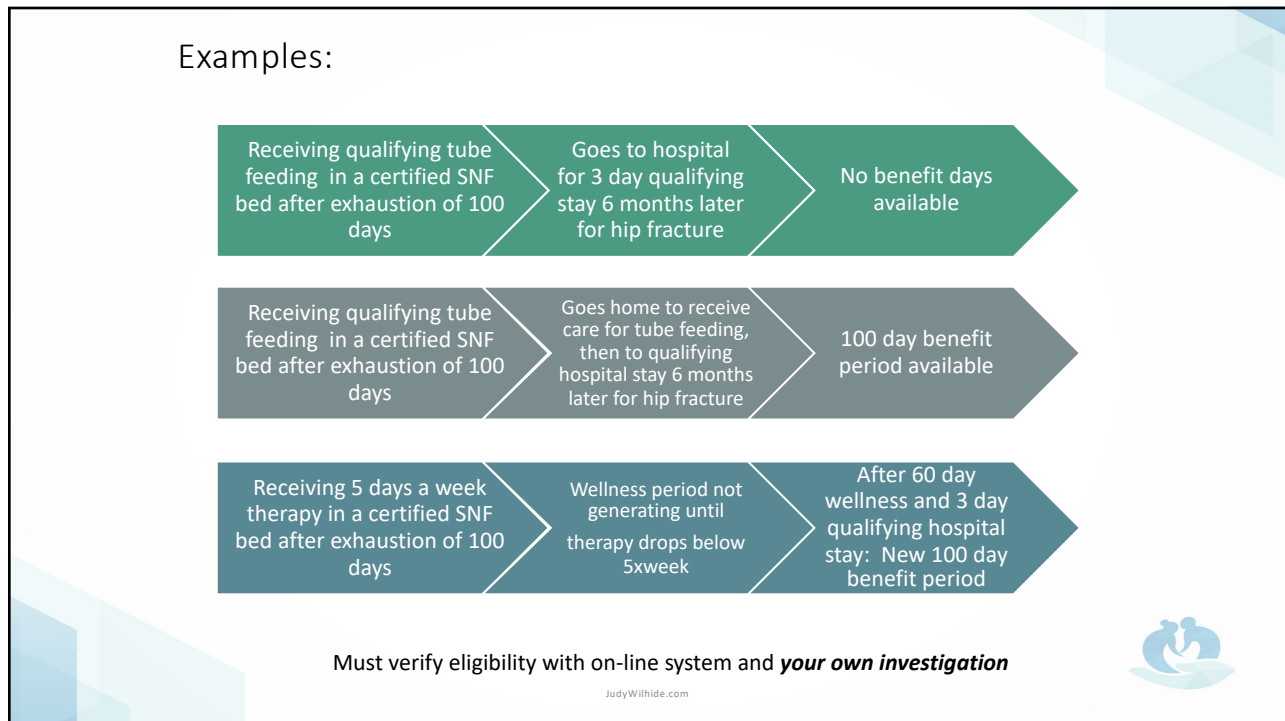 Examples:
Receiving qualifying tube
feeding in a certified SNF
bed after exhaustion of 100
days
Goes to hospital
for 3 day qualifying
stay 6 months later
for hip fracture
No benefit days
available
Receiving qualifying tube
feeding in a certified SNF
bed after exhaustion of 100
days
Goes home to receive
care for tube feeding,
then to qualifying
hospital stay 6 months
later for hip fracture
100 day benefit
period available
Receiving 5 days a week
therapy in a certified SNF
bed after exhaustion of 100
days
Wellness period not
generating until
therapy drops below
5xweek
After 60 day
wellness and 3 day
qualifying hospital
stay: New 100 day
benefit period
Must verify eligibility with on-line system and your own investigation
JudyWilhide.com